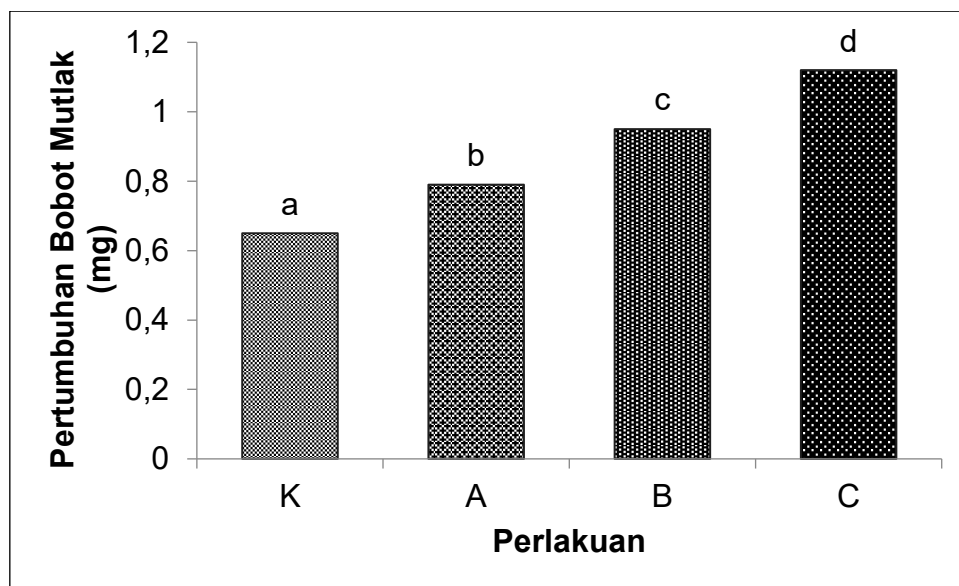 Pertumbuhan Bobot Mutlak
(mg)
1,2
1
0,8
0,6
0,4
0,2
0
a
b
c
d
K
A
B
C
Perlakuan